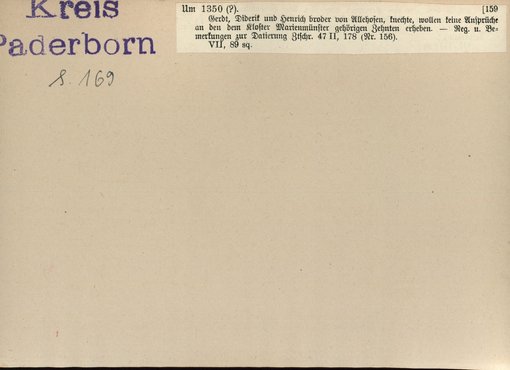 Kreis
Paderborn
S. 169
Um 1350 (?). [159
Gerdt, Diderik und Henrich broder von Allehosen, knechte, wollen keine Ansprüche
an den dem Kloster Marienmünster gehörigen Zehnten erheben. — Reg. u. Be-
merkungen zur Datierung Ztschr. 47 II, 178 (Nr. 156).
VII, 89 sq.